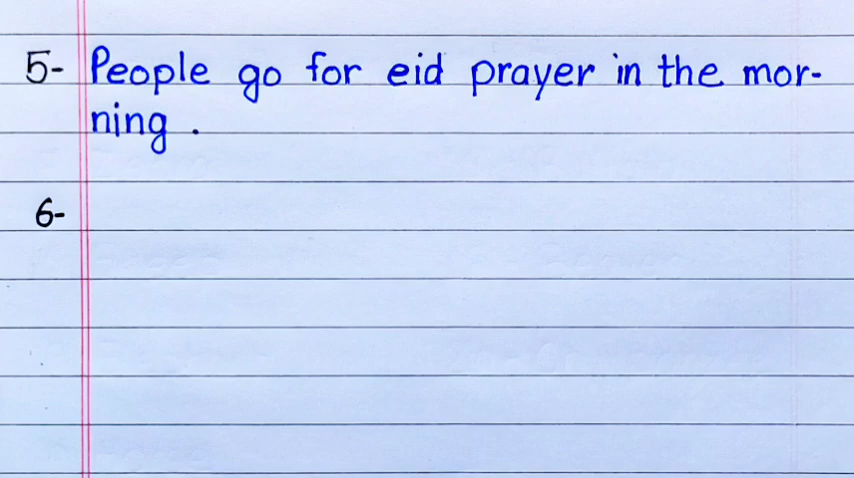 5- People go for eid prayer in the mor-
ning .
6-